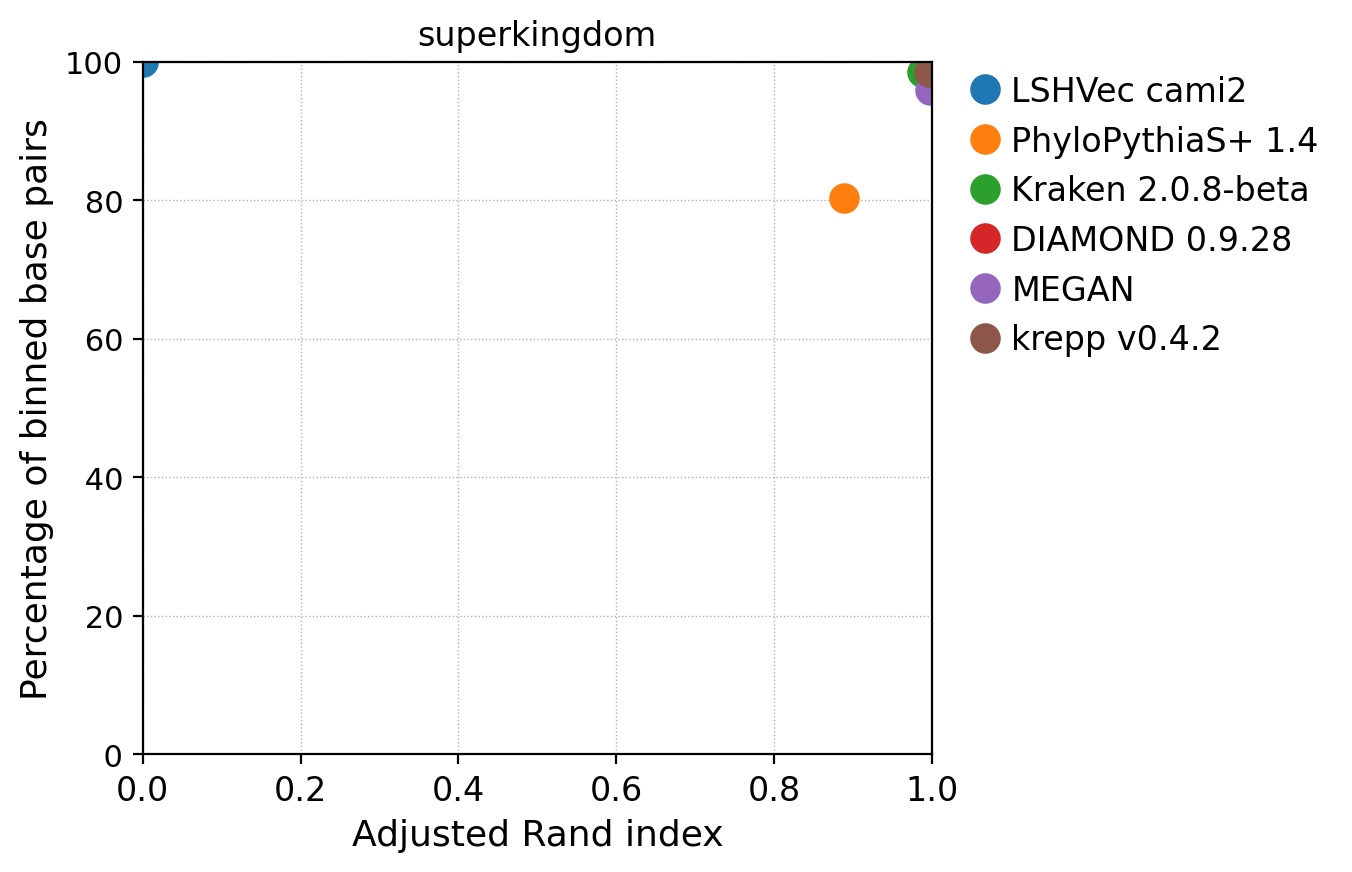 superkingdom
Percentage of binned base pairs
100
80
60
40
20
0
0.0 0.2 0.4 0.6 0.8 1.0
Adjusted Rand index
LSHVec cami2
PhyloPythiaS+ 1.4
Kraken 2.0.8-beta
DIAMOND 0.9.28
MEGAN
krepp v0.4.2